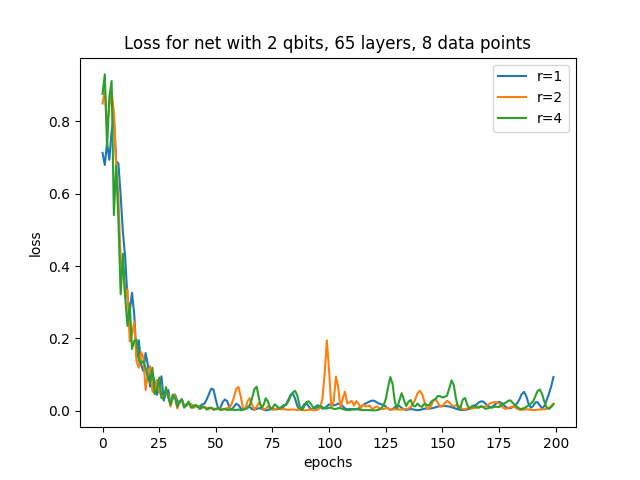 Loss for net with 2 qbits, 65 layers, 8 data points
r=1
r=2
r=4
loss
0.8
0.6
0.4
0.2
0.0
0 25 50 75 100 125 150 175 200
epochs